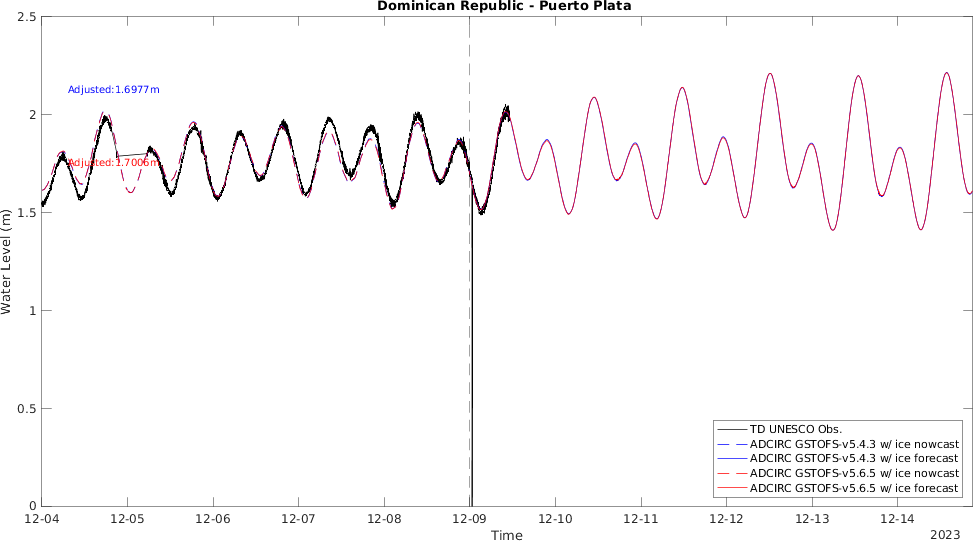 Dominican Republic - Puerto Plata
2.5
2
1.5
1
0.5
0
Water Level (m)
Adjusted:1.6977m
Adjusted:1.7006m
TD UNESCO Obs.
ADCIRC GSTOFS-v5.4.3 w/ ice nowcast
ADCIRC GSTOFS-v5.4.3 w/ ice forecast
ADCIRC GSTOFS-v5.6.5 w/ ice nowcast
ADCIRC GSTOFS-v5.6.5 w/ ice forecast
12-04 12-05 12-06 12-07 12-08 12-09 12-10 12-11 12-12 12-13 12-14
Time
2023